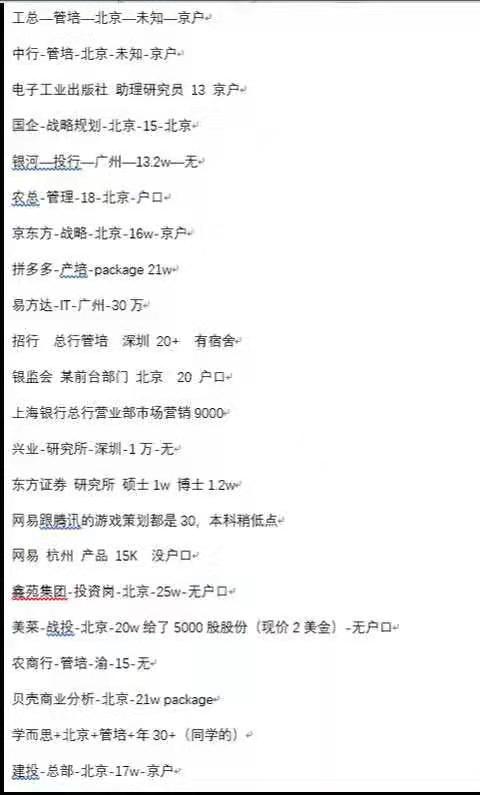 工总—管培—北京—未知—京户
中行-管培-北京-未知-京户
电子工业出版社 助理研究员 13 京户
国企-战略规划-北京-15-北京
银河—投行—广州—13.2w—无
农总-管理-18-北京-户口
京东方-战略-北京-16w-京户
拼多多-产培-package 21w
易方达-IT-广州-30 万
招行 总行管培 深圳 20+ 有宿舍
银监会 某前台部门 北京 20 户口
上海银行总行营业部市场营销 9000
兴业-研究所-深圳-1 万-无
东方证券 研究所 硕士 1w 博士 1.2w
网易跟腾讯的游戏策划都是 30，本科稍低点
网易 杭州 产品 15K 没户口
鑫苑集团-投资岗-北京-25w-无户口
美菜-战投-北京-20w 给了 5000 股股份（现价 2 美金）-无户口
农商行-管培-渝-15-无
贝壳商业分析-北京-21w package
学而思+北京+管培+年 30+（同学的）
建投-总部-北京-17w-京户